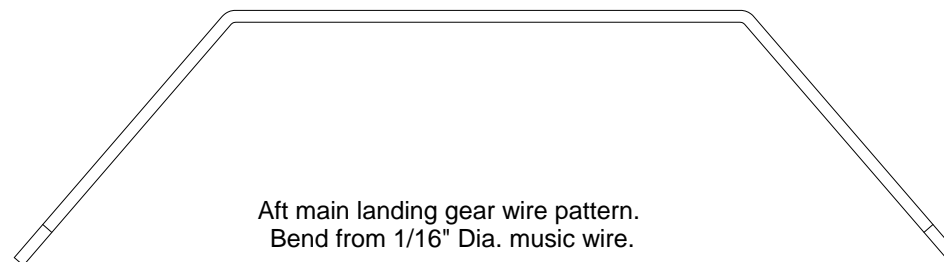 Aft main landing gear wire pattern.
Bend from 1/16" Dia. music wire.